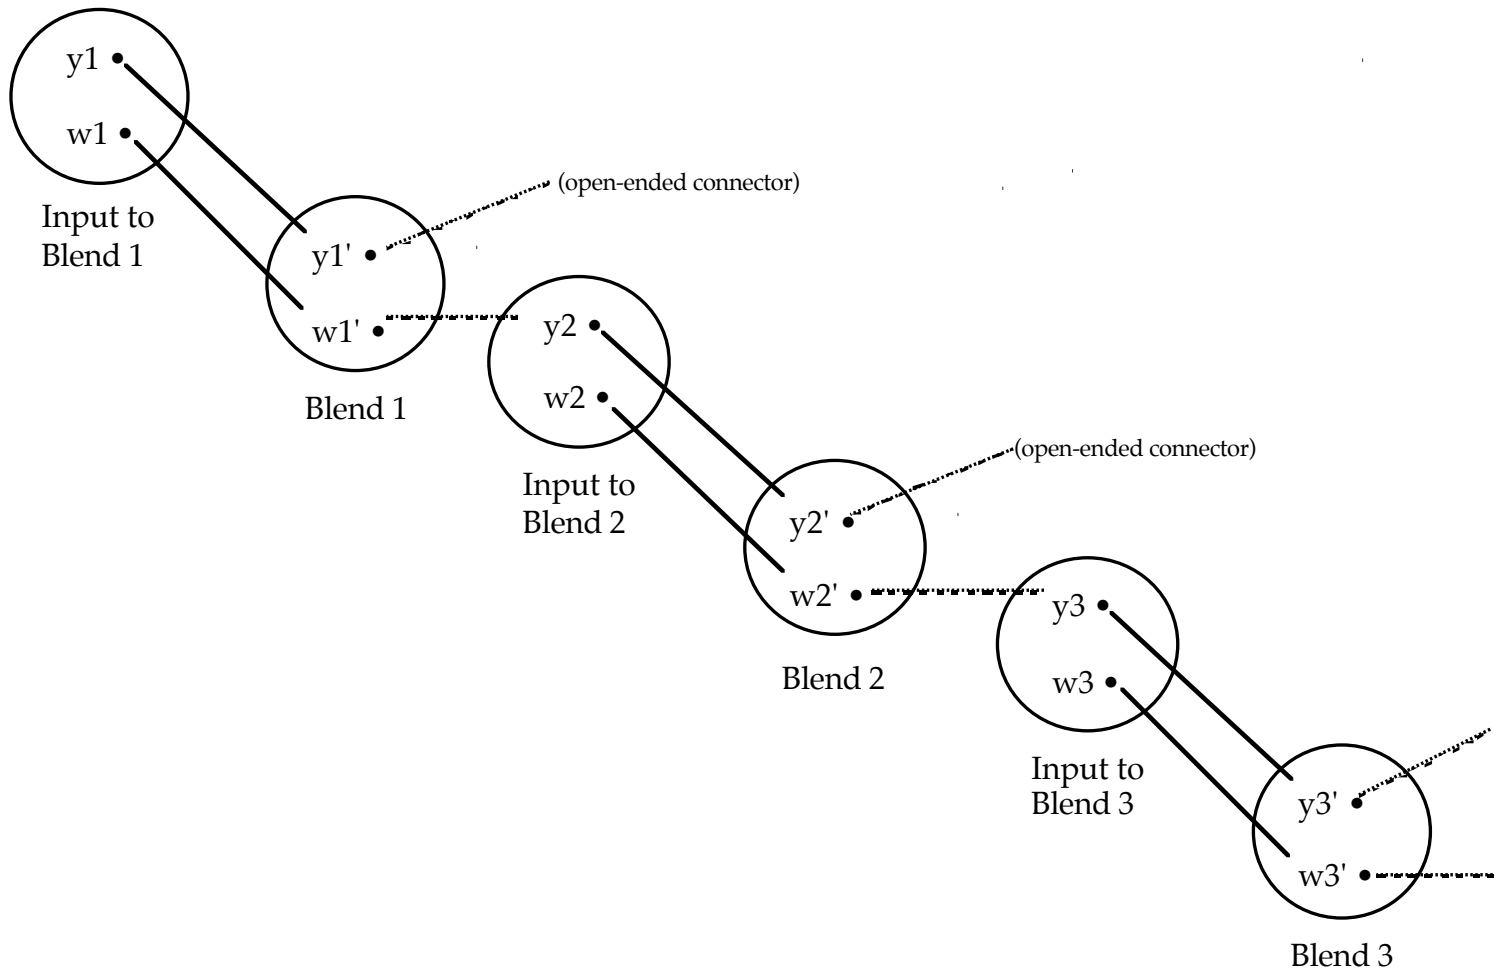 y1
w1
Input to
Blend 1
(open-ended connector)
y1'
w1'
Blend 1
y2
w2
Input to
Blend 2
(open-ended connector)
y2'
w2'
Blend 2
y3
w3
Input to
Blend 3
y3'
w3'
Blend 3